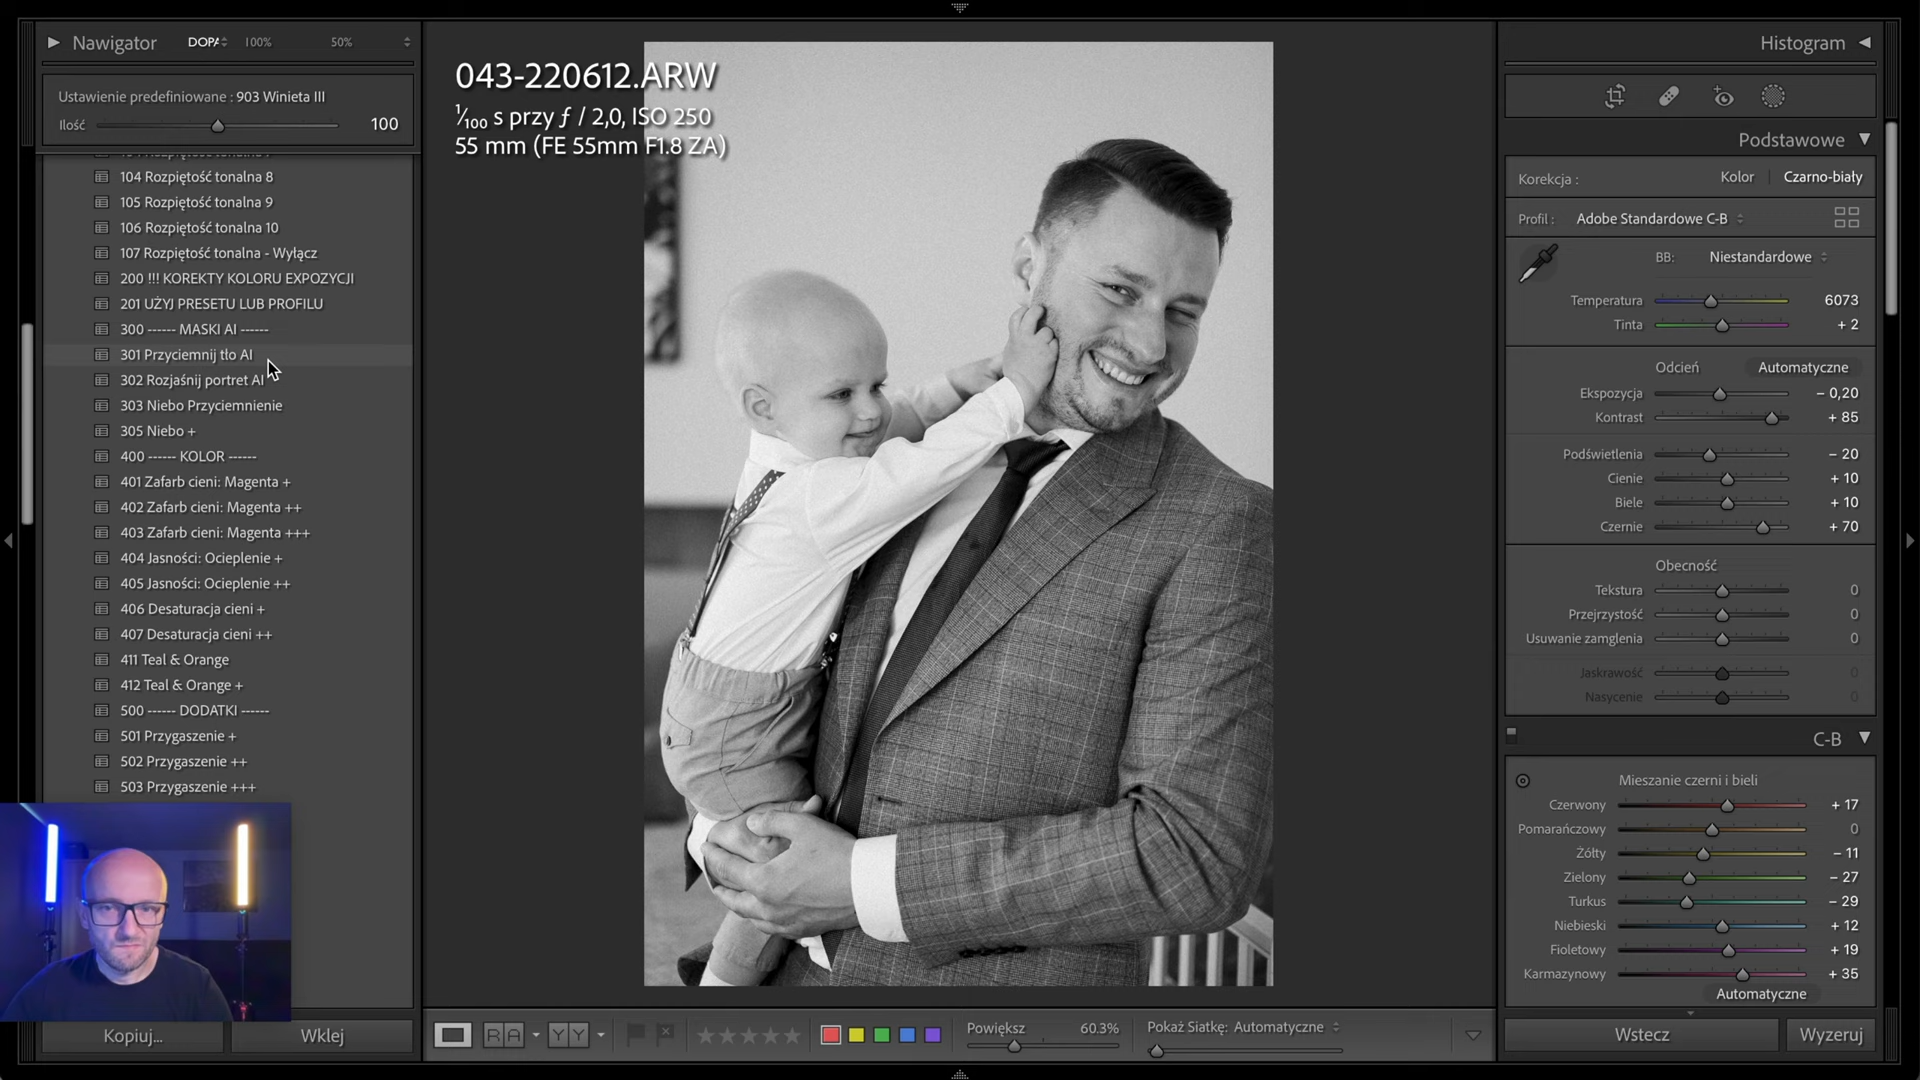 Nawigator DOPA 100% 50%
Ustawienie predefiniowane : 903 Winieta III
Ilość 100
104 Rozpiętość tonalna 8
105 Rozpiętość tonalna 9
106 Rozpiętość tonalna 10
107 Rozpiętość tonalna - Wyłącz
200 !!! KOREKTY KOLORU EKSPOZYCJI
201 UŻYJ PRESETU LUB PROFILU
300 ------ MASKI AI ------
301 Przyciemnij tło AI
302 Rozjaśnij portret AI
303 Niebo Przyciemnienie
305 Niebo +
400 ------ KOLOR ------
401 Zafarb cieni: Magenta +
402 Zafarb cieni: Magenta ++
403 Zafarb cieni: Magenta +++
404 Jasności: Ocieplenie +
405 Jasności: Ocieplenie ++
406 Desaturacja cieni +
407 Desaturacja cieni ++
411 Teal & Orange
412 Teal & Orange +
500 ------ DODATKI ------
501 Przygaszenie +
502 Przygaszenie ++
503 Przygaszenie +++
Kopiuj... Wklej
043-220612.ARW
1/100 s przy ƒ / 2,0, ISO 250
55 mm (FE 55mm F1.8 ZA)
RA YY Powiększ 60.3% Pokaż Siatkę: Automatyczne
Histogram
Podstawowe
Korekcja : Kolor Czarno-biały
Profil : Adobe Standardowe C-B
BB: Niestandardowe
Temperatura 6073
Tinta + 2
Odcień Automatyczne
Ekspozycja – 0,20
Kontrast + 85
Podświetlenia – 20
Cienie + 10
Biele + 10
Czernie + 70
Obecność
Tekstura 0
Przejrzystość 0
Usuwanie zamglenia 0
Jaskrawość 0
Nasycenie 0
C-B
Mieszanie czerni i bieli
Czerwony + 17
Pomarańczowy 0
Żółty – 11
Zielony – 27
Turkus – 29
Niebieski + 12
Fioletowy + 19
Karmazynowy + 35
Automatyczne
Wstecz Wyzeruj